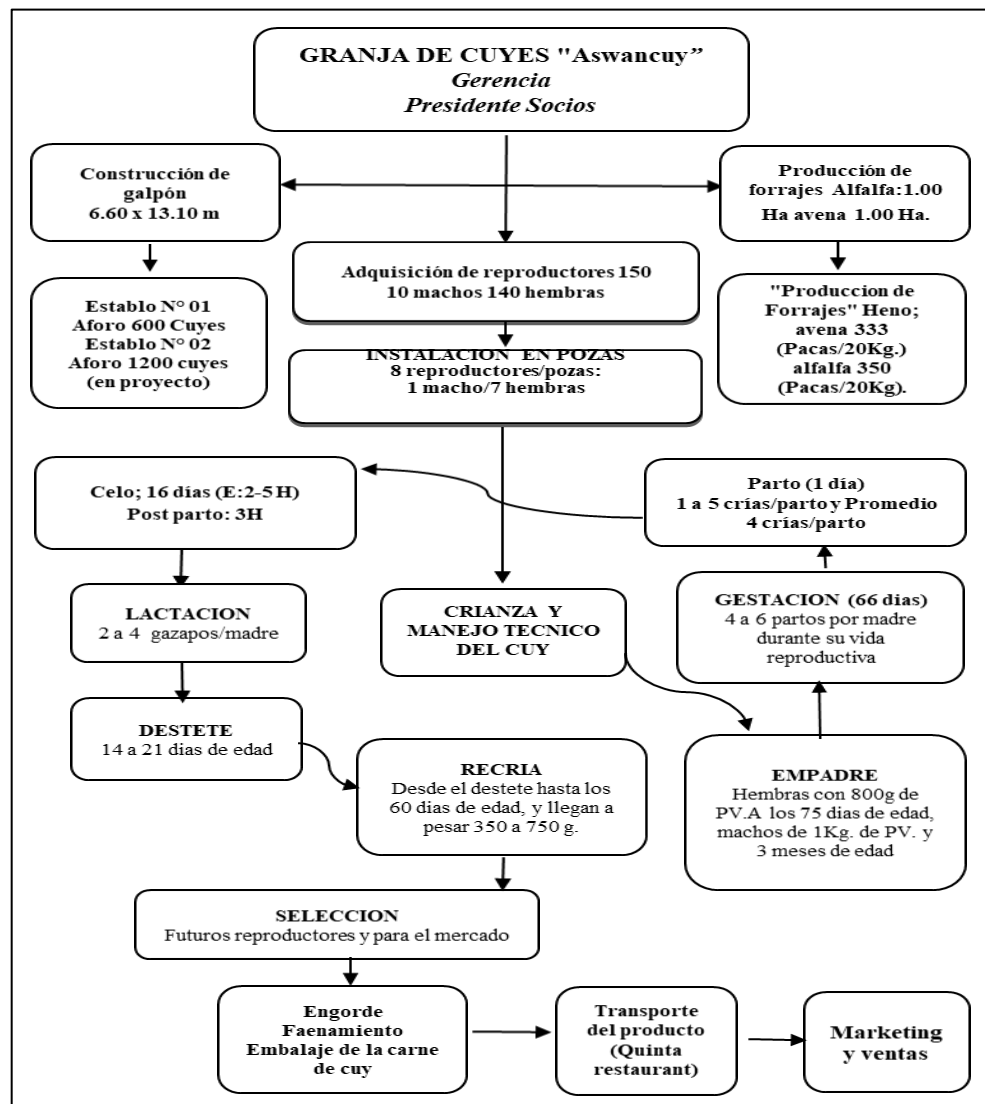 GRANJA DE CUYES "Aswancuy”
Gerencia
Presidente Socios
Construcción de
galpón
6.60 x 13.10 m
Producción de
forrajes Alfalfa:1.00
Ha avena 1.00 Ha.
Adquisición de reproductores 150
10 machos 140 hembras
Establo N° 01
Aforo 600 Cuyes
Establo N° 02
Aforo 1200 cuyes
(en proyecto)
"Produccion de
Forrajes" Heno;
avena 333
(Pacas/20Kg.)
alfalfa 350
(Pacas/20Kg).
INSTALACION EN POZAS
8 reproductores/pozas:
1 macho/7 hembras
Celo; 16 días (E:2-5 H)
Post parto: 3H
Parto (1 día)
1 a 5 crías/parto y Promedio
4 crías/parto
LACTACION
2 a 4 gazapos/madre
CRIANZA Y
MANEJO TECNICO
DEL CUY
GESTACION (66 dias)
4 a 6 partos por madre
durante su vida
reproductiva
DESTETE
14 a 21 dias de edad
RECRIA
Desde el destete hasta los
60 dias de edad, y llegan a
pesar 350 a 750 g.
EMPADRE
Hembras con 800g de
PV.A los 75 dias de edad,
machos de 1Kg. de PV. y
3 meses de edad
SELECCION
Futuros reproductores y para el mercado
Engorde
Faenamiento
Embalaje de la carne
de cuy
Transporte
del producto
(Quinta
restaurant)
Marketing
y ventas